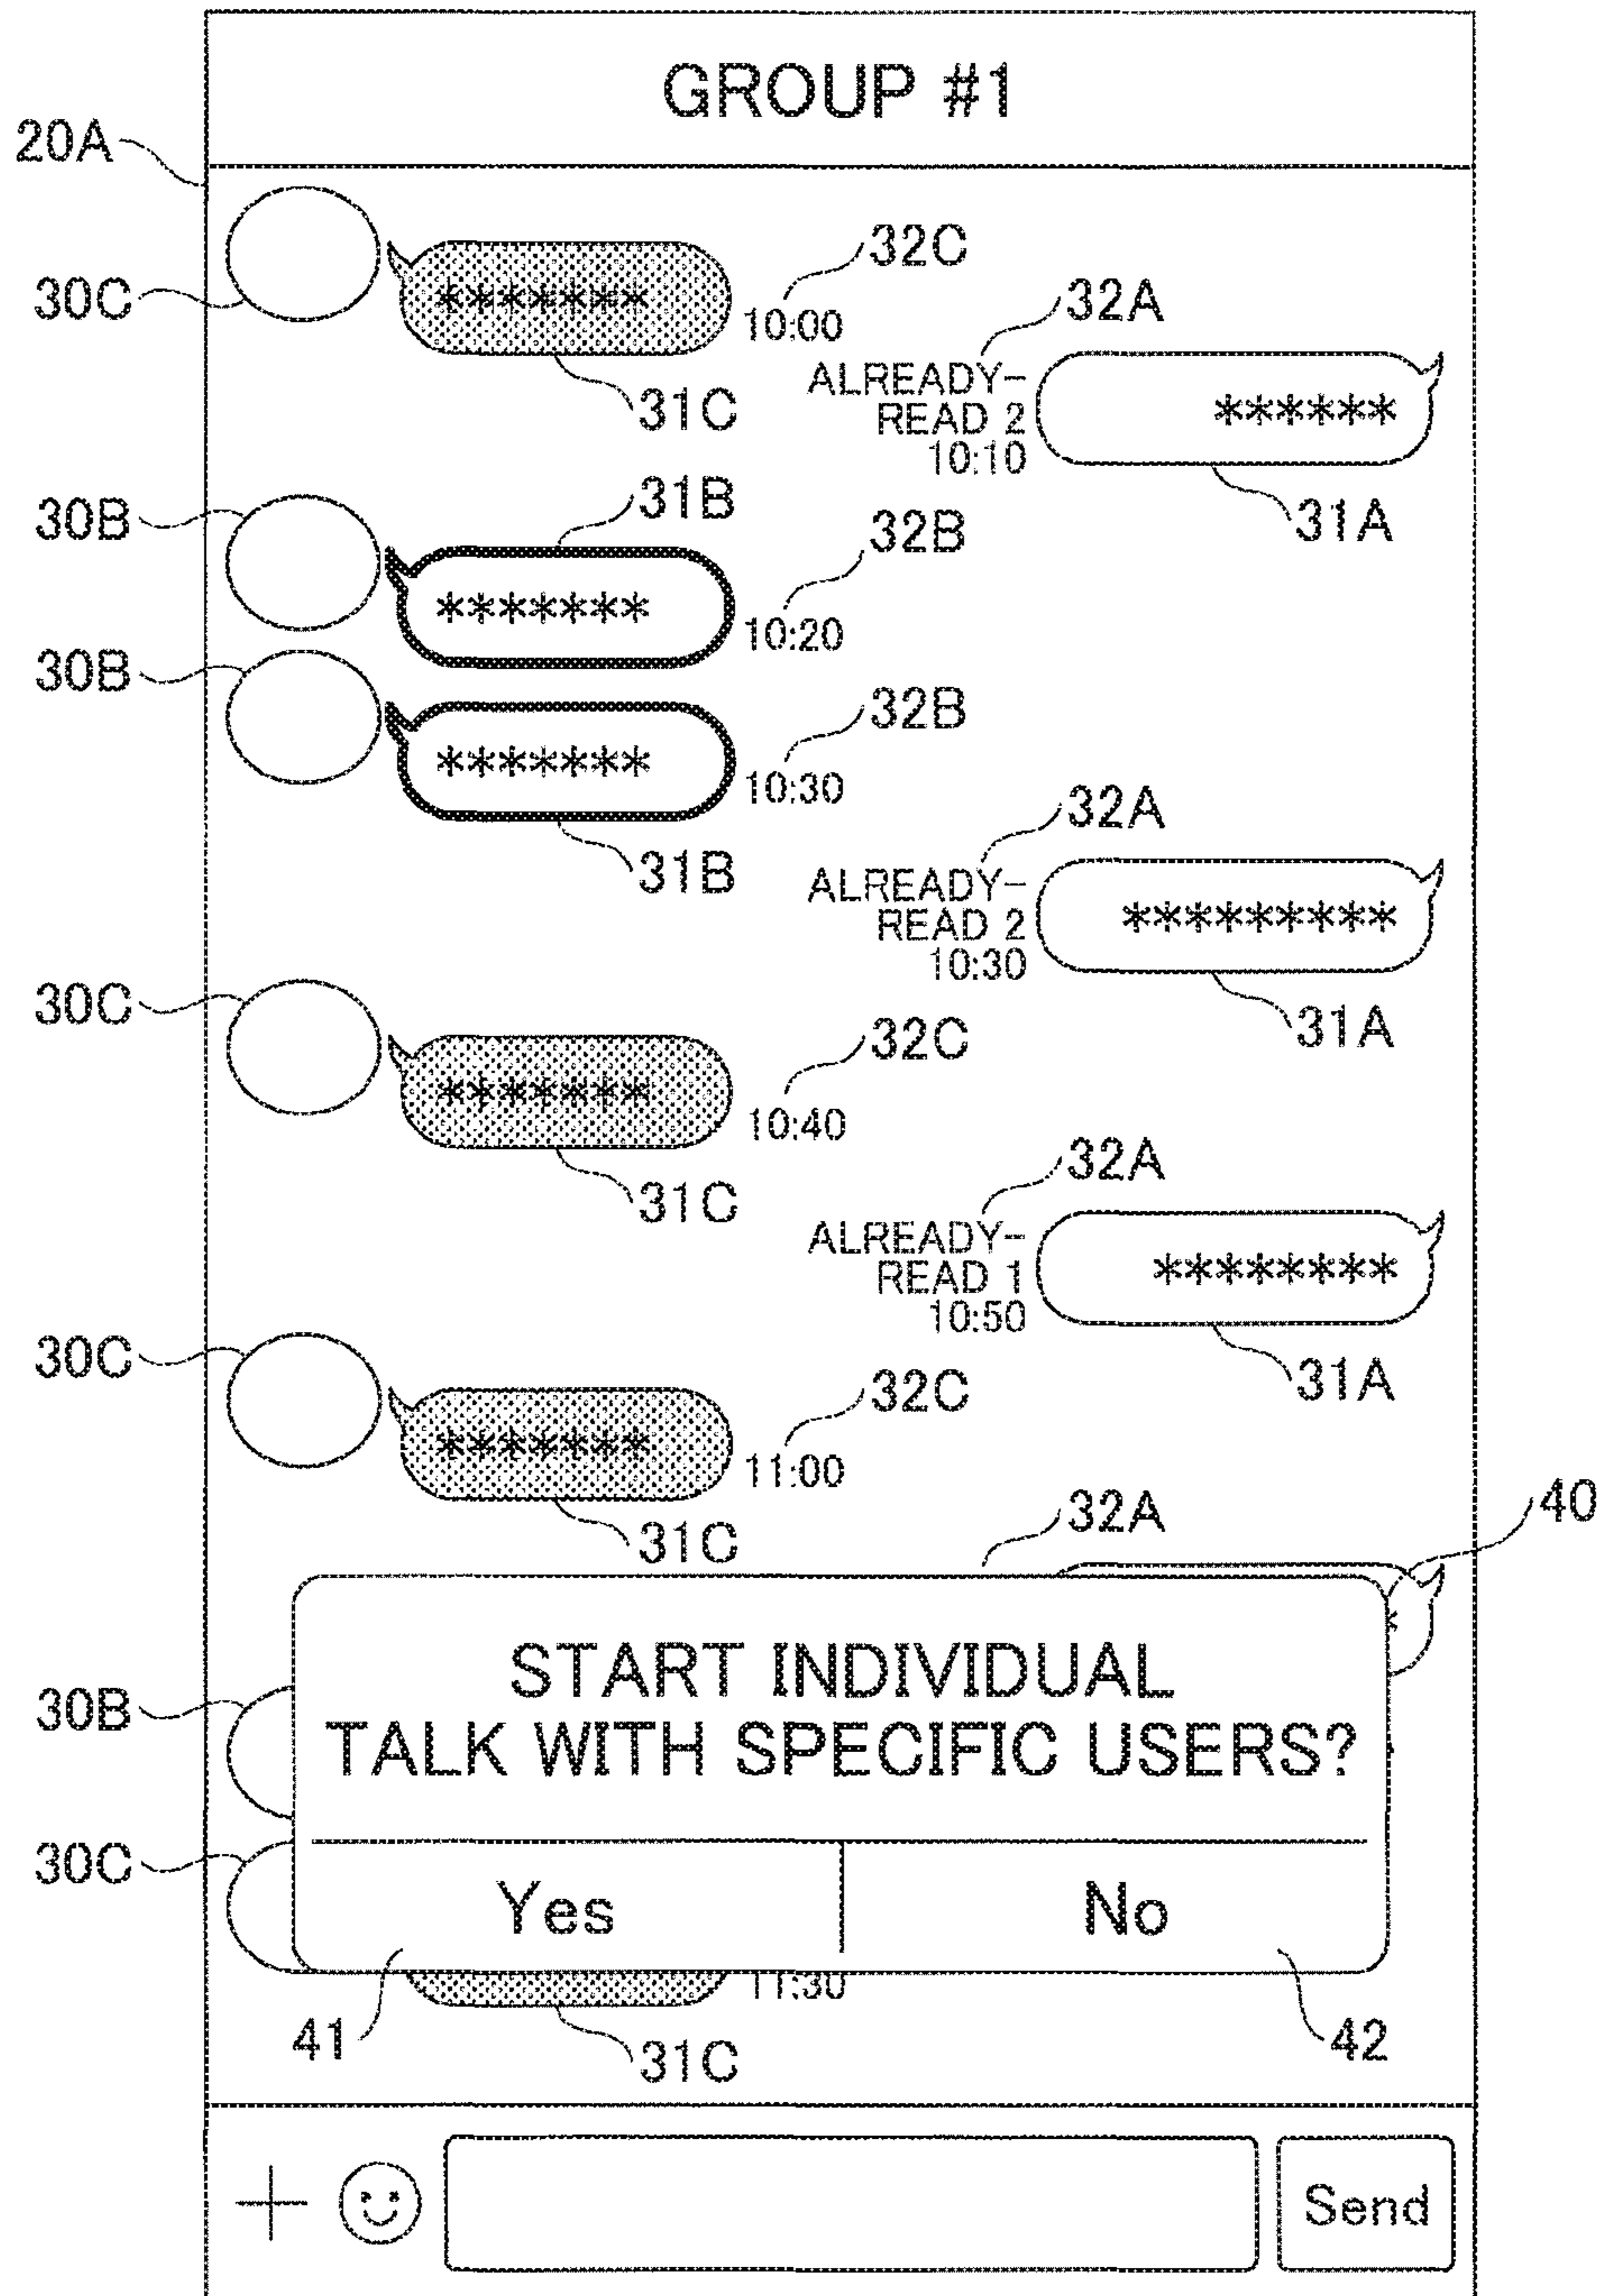 GROUP #1
20A
30C
*******
32C
10:00
31C
32A
ALREADY-
READ 2
10:10
******
31A
30B
31B
*******
32B
10:20
30B
*******
32B
10:30
31B
32A
ALREADY-
READ 2
10:30
*********
31A
30C
*******
32C
10:40
31C
32A
ALREADY-
READ 1
10:50
********
31A
30C
*******
32C
11:00
31C
32A
40
START INDIVIDUAL
TALK WITH SPECIFIC USERS?
30B
30C
Yes
No
11:30
41
31C
42
Send